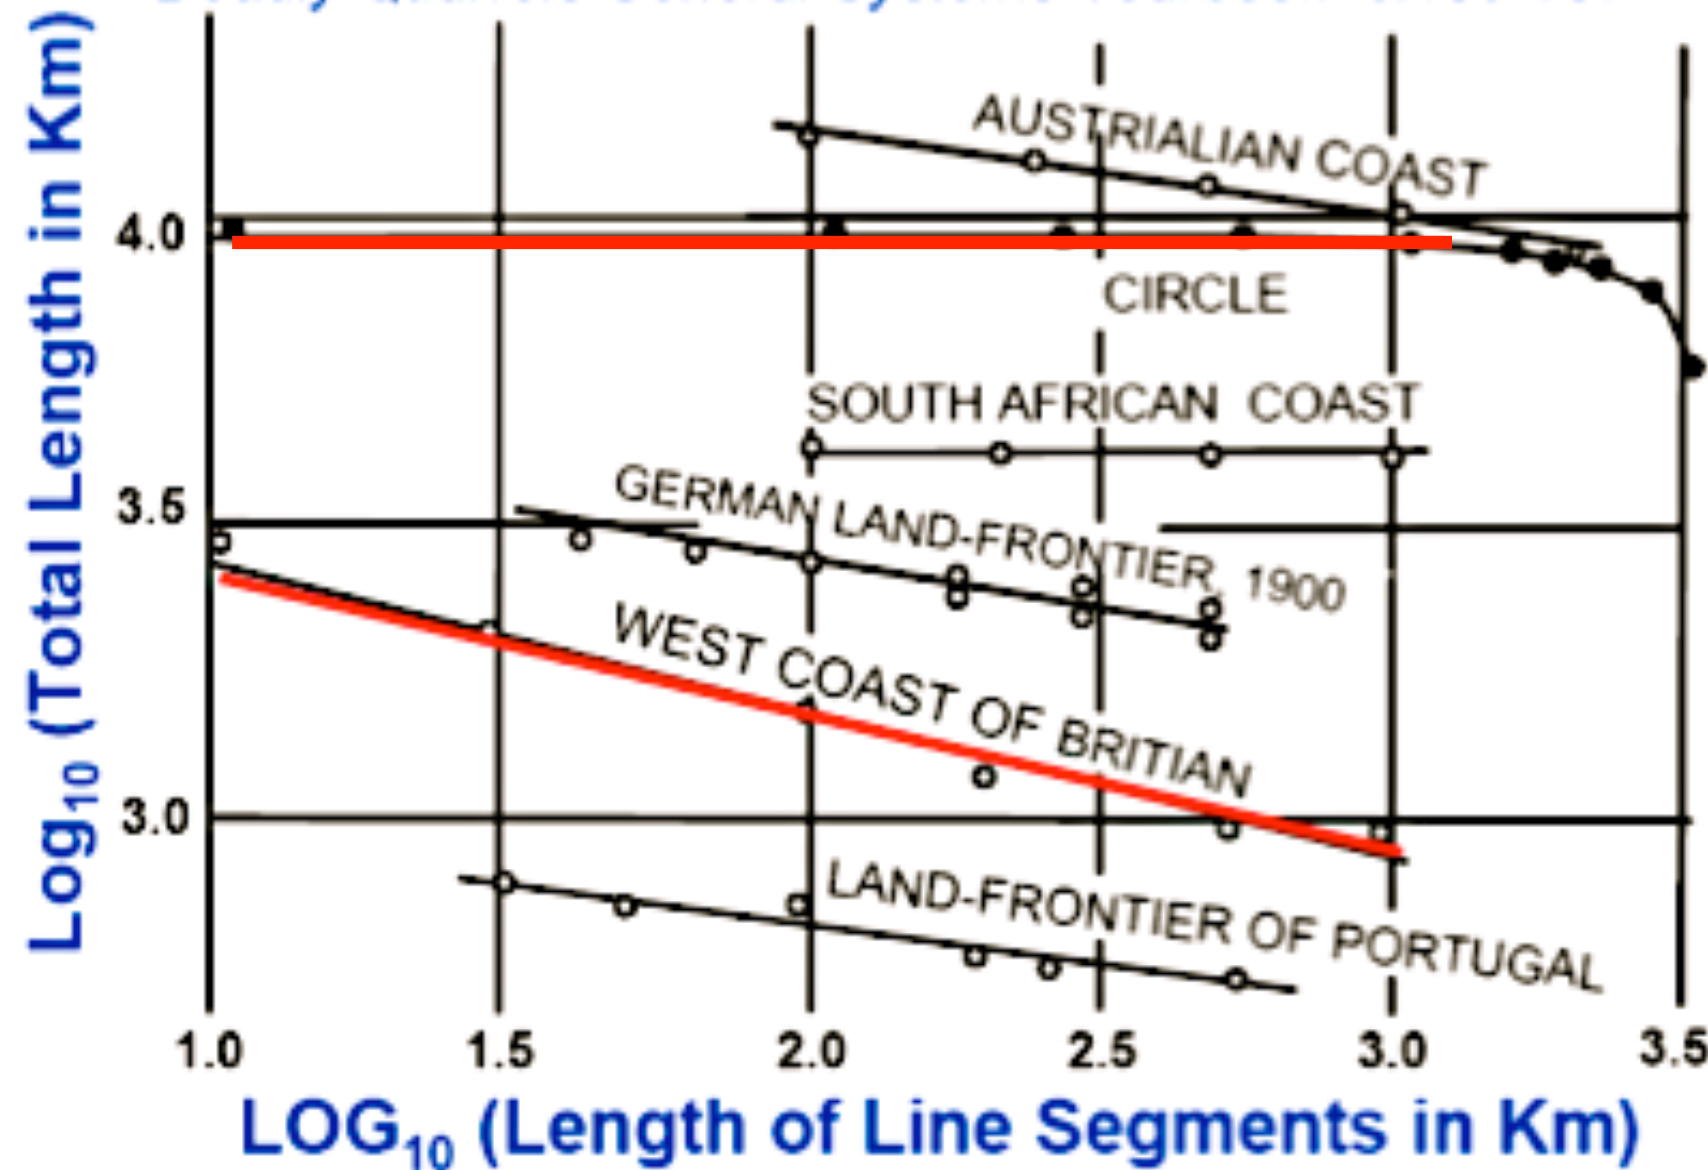 Log10 (Total Length in Km)
4.0
3.5
3.0
AUSTRIALIAN COAST
CIRCLE
SOUTH AFRICAN COAST
GERMAN LAND-FRONTIER, 1900
WEST COAST OF BRITIAN
LAND-FRONTIER OF PORTUGAL
1.0 1.5 2.0 2.5 3.0 3.5
LOG10 (Length of Line Segments in Km)